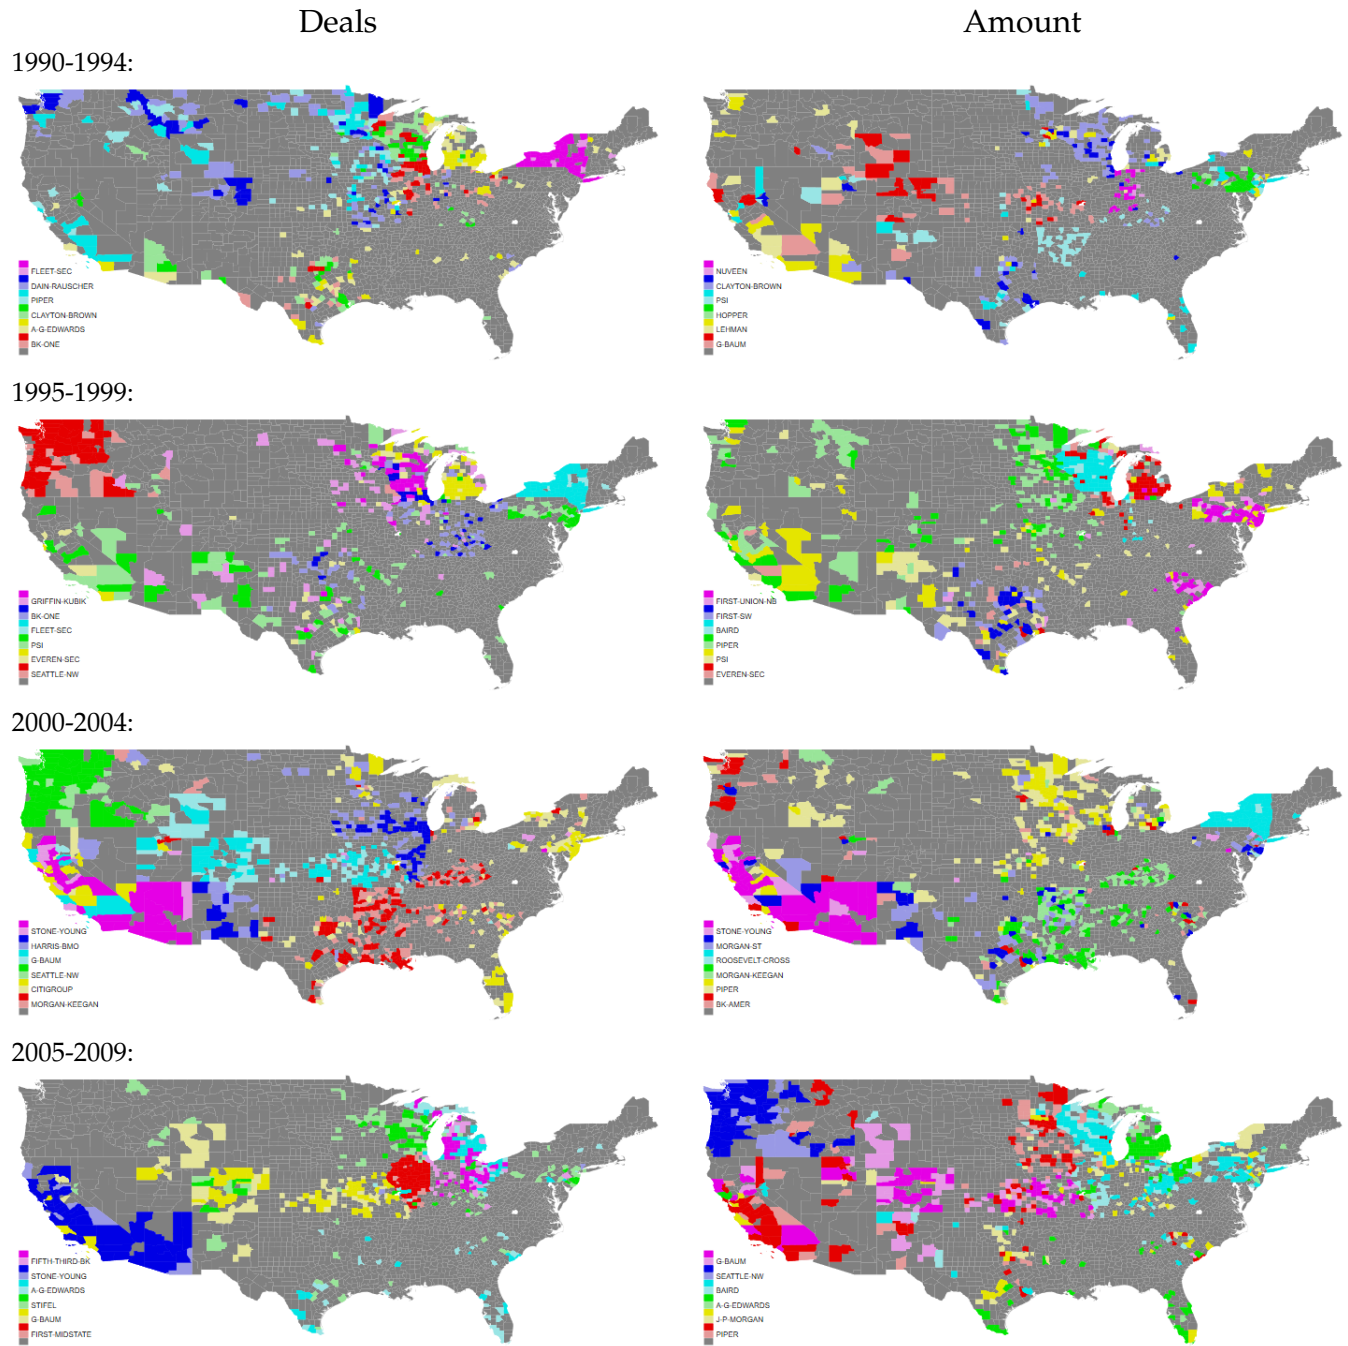 Deals
Amount
1990-1994:
FLEET-SEC
DAIN-RAUSCHER
PIPER
CLAYTON-BROWN
A-G-EDWARDS
BK-ONE
NUVEEN
CLAYTON-BROWN
PSI
HOPPER
LEHMAN
G-BAUM
1995-1999:
GRIFFIN-KUBIK
BK-ONE
FLEET-SEC
PSI
EVEREN-SEC
SEATTLE-NW
FIRST-UNION-NB
FIRST-SW
BAIRD
PIPER
PSI
EVEREN-SEC
2000-2004:
STONE-YOUNG
HARRIS-BMO
G-BAUM
SEATTLE-NW
CITIGROUP
MORGAN-KEEGAN
STONE-YOUNG
MORGAN-ST
ROOSEVELT-CROSS
MORGAN-KEEGAN
PIPER
BK-AMER
2005-2009:
FIFTH-THIRD-BK
STONE-YOUNG
A-G-EDWARDS
STIFEL
G-BAUM
FIRST-MIDSTATE
G-BAUM
SEATTLE-NW
BAIRD
A-G-EDWARDS
J-P-MORGAN
PIPER